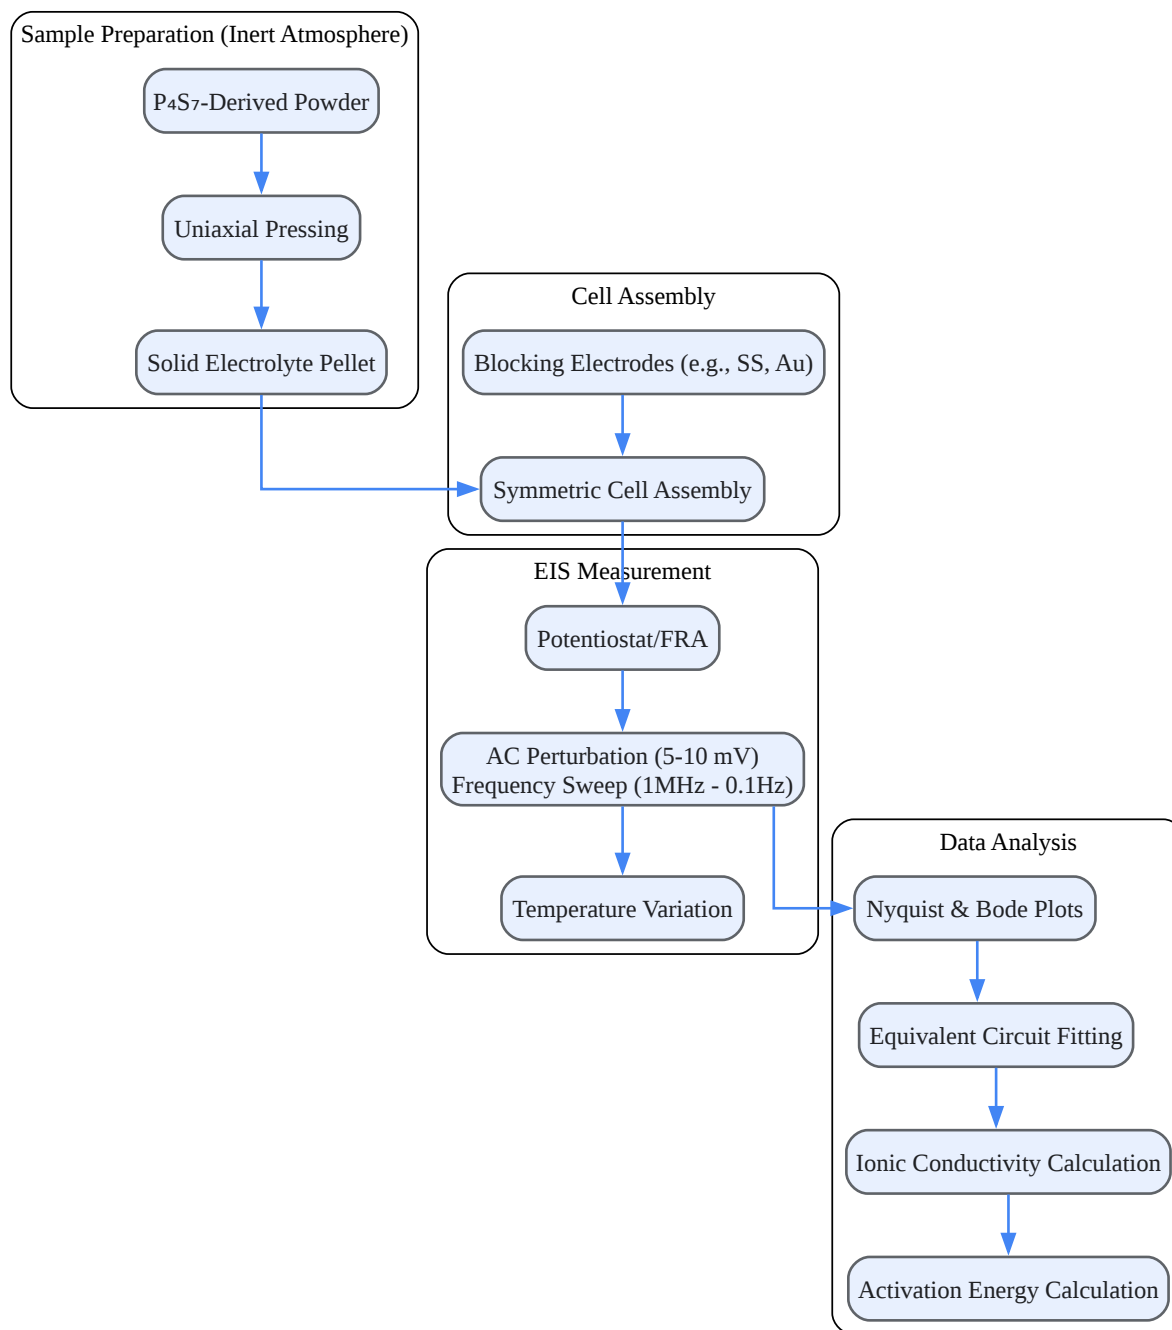 Sample Preparation (Inert Atmosphere)
P₄S₇-Derived Powder
Uniaxial Pressing
Solid Electrolyte Pellet
Cell Assembly
Blocking Electrodes (e.g., SS, Au)
Symmetric Cell Assembly
EIS Measurement
Potentiostat/FRA
AC Perturbation (5-10 mV)
Frequency Sweep (1MHz - 0.1Hz)
Temperature Variation
Data Analysis
Nyquist & Bode Plots
Equivalent Circuit Fitting
Ionic Conductivity Calculation
Activation Energy Calculation